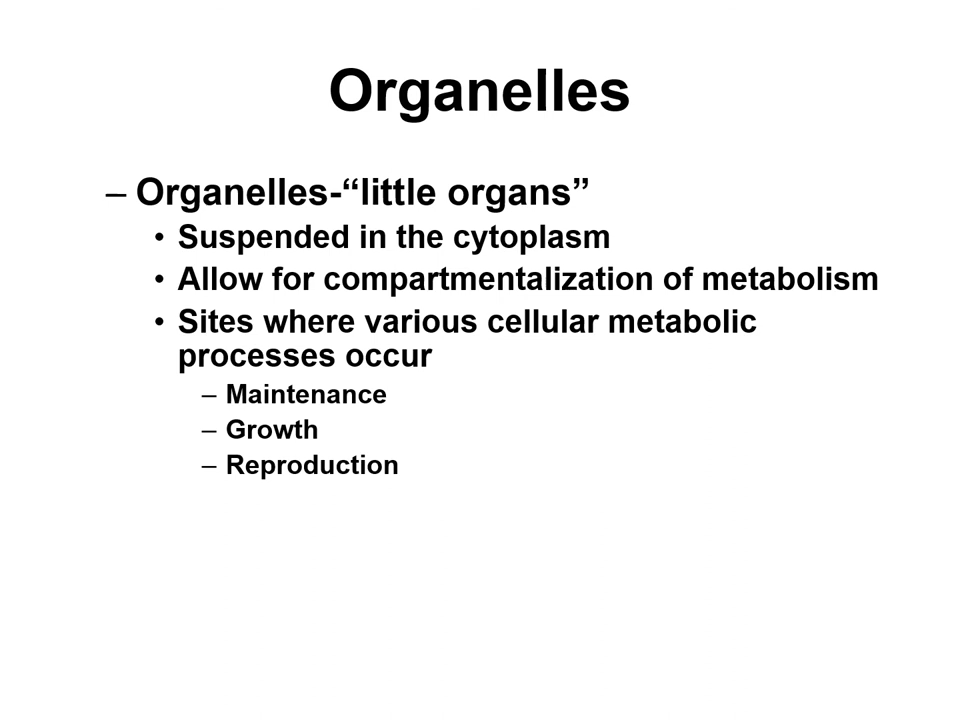 Organelles
– Organelles-“little organs”
• Suspended in the cytoplasm
• Allow for compartmentalization of metabolism
• Sites where various cellular metabolic
processes occur
– Maintenance
– Growth
– Reproduction